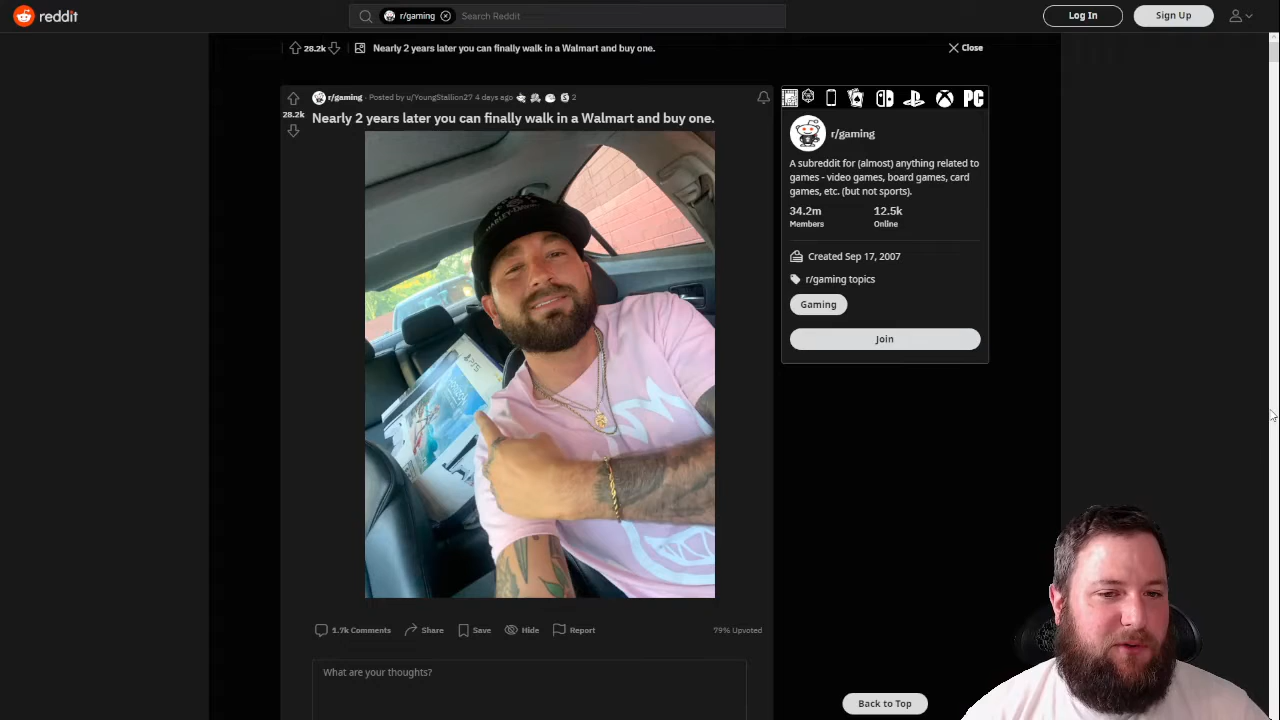 reddit
r/gaming
Search Reddit
Log In
Sign Up
28.2k
Nearly 2 years later you can finally walk in a Walmart and buy one.
Close
r/gaming · Posted by u/YoungStallion27 4 days ago
2
28.2k
Nearly 2 years later you can finally walk in a Walmart and buy one.
HARLEY-DAVIDSON
PS5
PC
r/gaming
A subreddit for (almost) anything related to
games - video games, board games, card
games, etc. (but not sports).
34.2m
Members
12.5k
Online
Created Sep 17, 2007
r/gaming topics
Gaming
Join
1.7k Comments
Share
Save
Hide
Report
79% Upvoted
What are your thoughts?
Back to Top